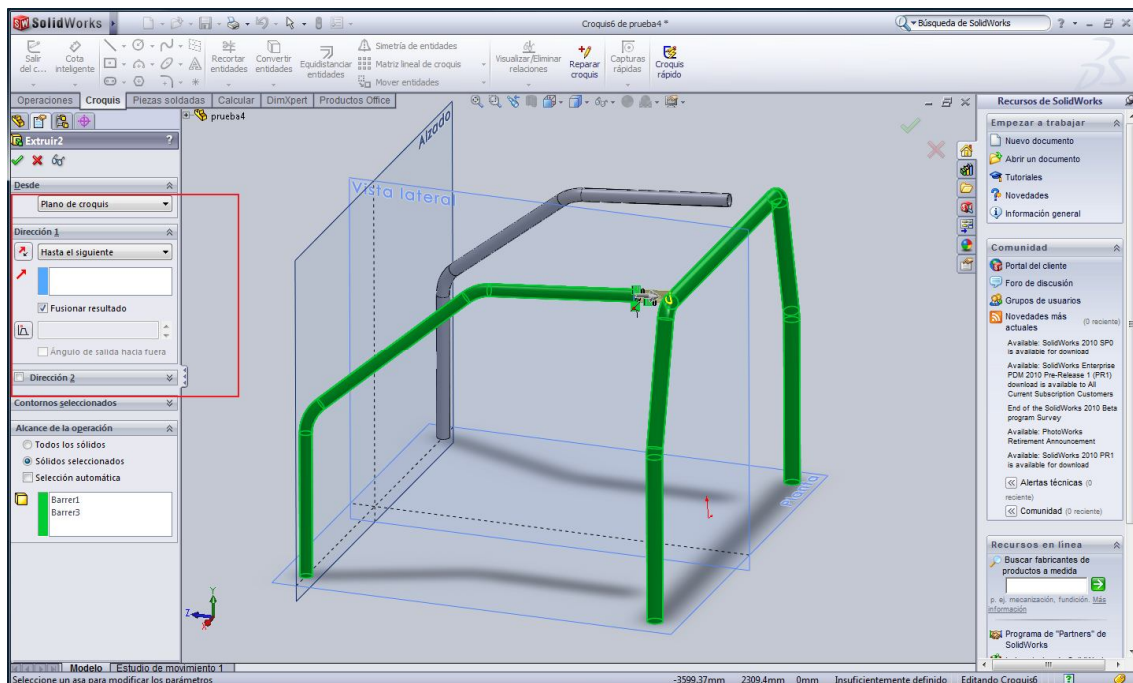 SolidWorks
Croquis6 de prueba4 *
Búsqueda de SolidWorks
Salir del c...
Cota inteligente
Recortar entidades
Convertir entidades
Equidistanciar entidades
Simetría de entidades
Matriz lineal de croquis
Mover entidades
Visualizar/Eliminar relaciones
Reparar croquis
Capturas rápidas
Croquis rápido
Operaciones
Croquis
Piezas soldadas
Calcular
DimXpert
Productos Office
prueba4
Extruir2
?
Desde
Plano de croquis
Dirección 1
Hasta el siguiente
Fusionar resultado
Ángulo de salida hacia fuera
Dirección 2
Contornos seleccionados
Alcance de la operación
Todos los sólidos
Sólidos seleccionados
Selección automática
Barrer1
Barrer3
Alzado
Vista lateral
Planta
Y
Z
X
Recursos de SolidWorks
Empezar a trabajar
Nuevo documento
Abrir un documento
Tutoriales
Novedades
Información general
Comunidad
Portal del cliente
Foro de discusión
Grupos de usuarios
Novedades más actuales
(0 reciente)
Available: SolidWorks 2010 SP0
is available for download
Available: SolidWorks Enterprise
PDM 2010 Pre-Release 1 (PR1)
download is available to All
Current Subscription Customers
End of the SolidWorks 2010 Beta
program Survey
Available: PhotoWorks
Retirement Announcement
Available: SolidWorks 2010 PR1
is available for download
Alertas técnicas (0
reciente)
Comunidad (0 reciente)
Recursos en línea
Buscar fabricantes de
productos a medida
p. ej. mecanización, fundición. Más
información
Programa de "Partners" de
SolidWorks
Modelo
Estudio de movimiento 1
Seleccione un asa para modificar los parámetros
-3599.37mm 2309.4mm 0mm Insuficientemente definido Editando Croquis6